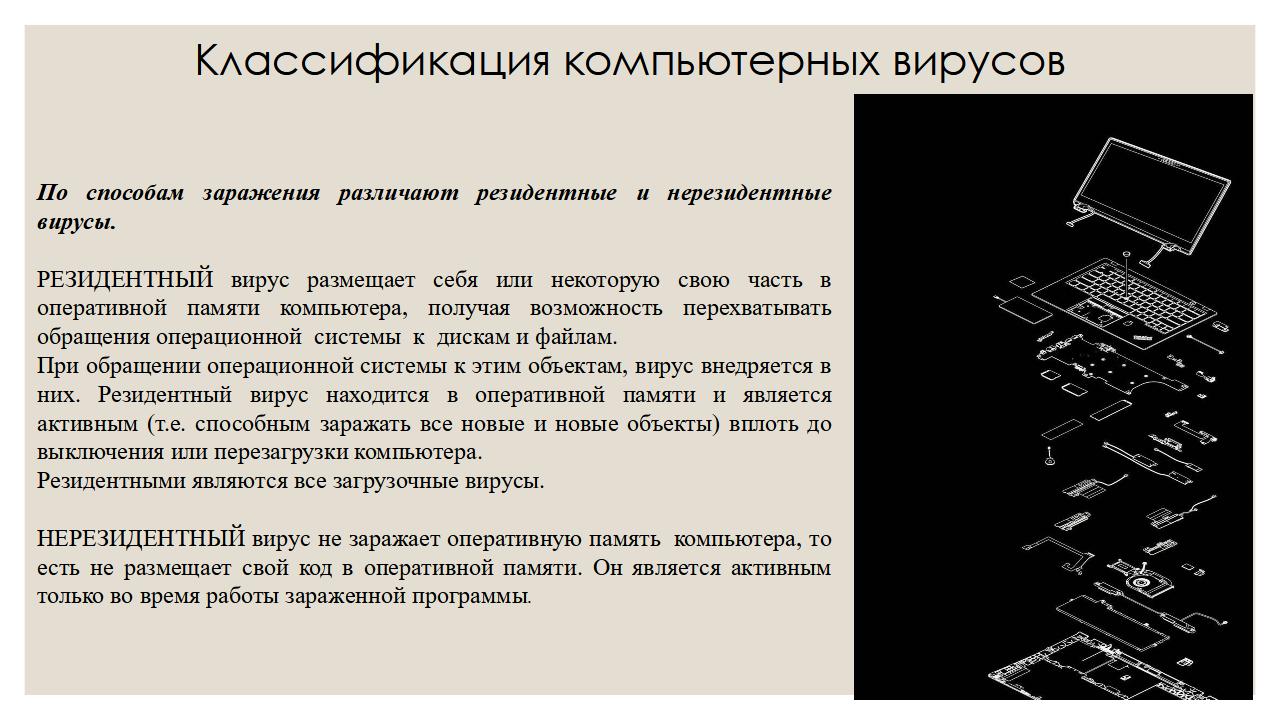 Классификация компьютерных вирусов
По способам заражения различают резидентные и нерезидентные
вирусы.
РЕЗИДЕНТНЫЙ вирус размещает себя или некоторую свою часть в
оперативной памяти компьютера, получая возможность перехватывать
обращения операционной системы к дискам и файлам.
При обращении операционной системы к этим объектам, вирус внедряется в
них. Резидентный вирус находится в оперативной памяти и является
активным (т.е. способным заражать все новые и новые объекты) вплоть до
выключения или перезагрузки компьютера.
Резидентными являются все загрузочные вирусы.
НЕРЕЗИДЕНТНЫЙ вирус не заражает оперативную память компьютера, то
есть не размещает свой код в оперативной памяти. Он является активным
только во время работы зараженной программы.